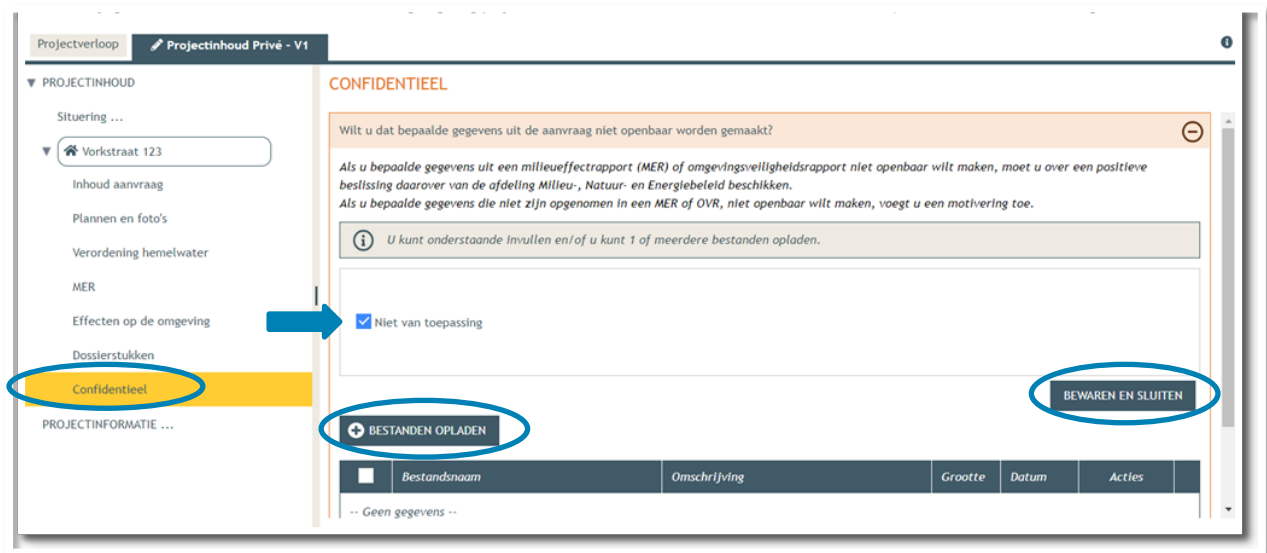 Projectverloop
Projectinhoud Privé - V1
PROJECTINHOUD
Situering ...
Vorkstraat 123
Inhoud aanvraag
Plannen en foto's
Verordening hemelwater
MER
Effecten op de omgeving
Dossierstukken
Confidentieel
PROJECTINFORMATIE ...
CONFIDENTIEEL
Wilt u dat bepaalde gegevens uit de aanvraag niet openbaar worden gemaakt?
Als u bepaalde gegevens uit een milieueffectrapport (MER) of omgevingsveiligheidsrapport niet openbaar wilt maken, moet u over een positieve
beslissing daarover van de afdeling Milieu-, Natuur- en Energiebeleid beschikken.
Als u bepaalde gegevens die niet zijn opgenomen in een MER of OVR, niet openbaar wilt maken, voegt u een motivering toe.
U kunt onderstaande invullen en/of u kunt 1 of meerdere bestanden opladen.
Niet van toepassing
BEWAREN EN SLUITEN
BESTANDEN OPLADEN
Bestandsnaam Omschrijving Grootte Datum Acties
-- Geen gegevens --